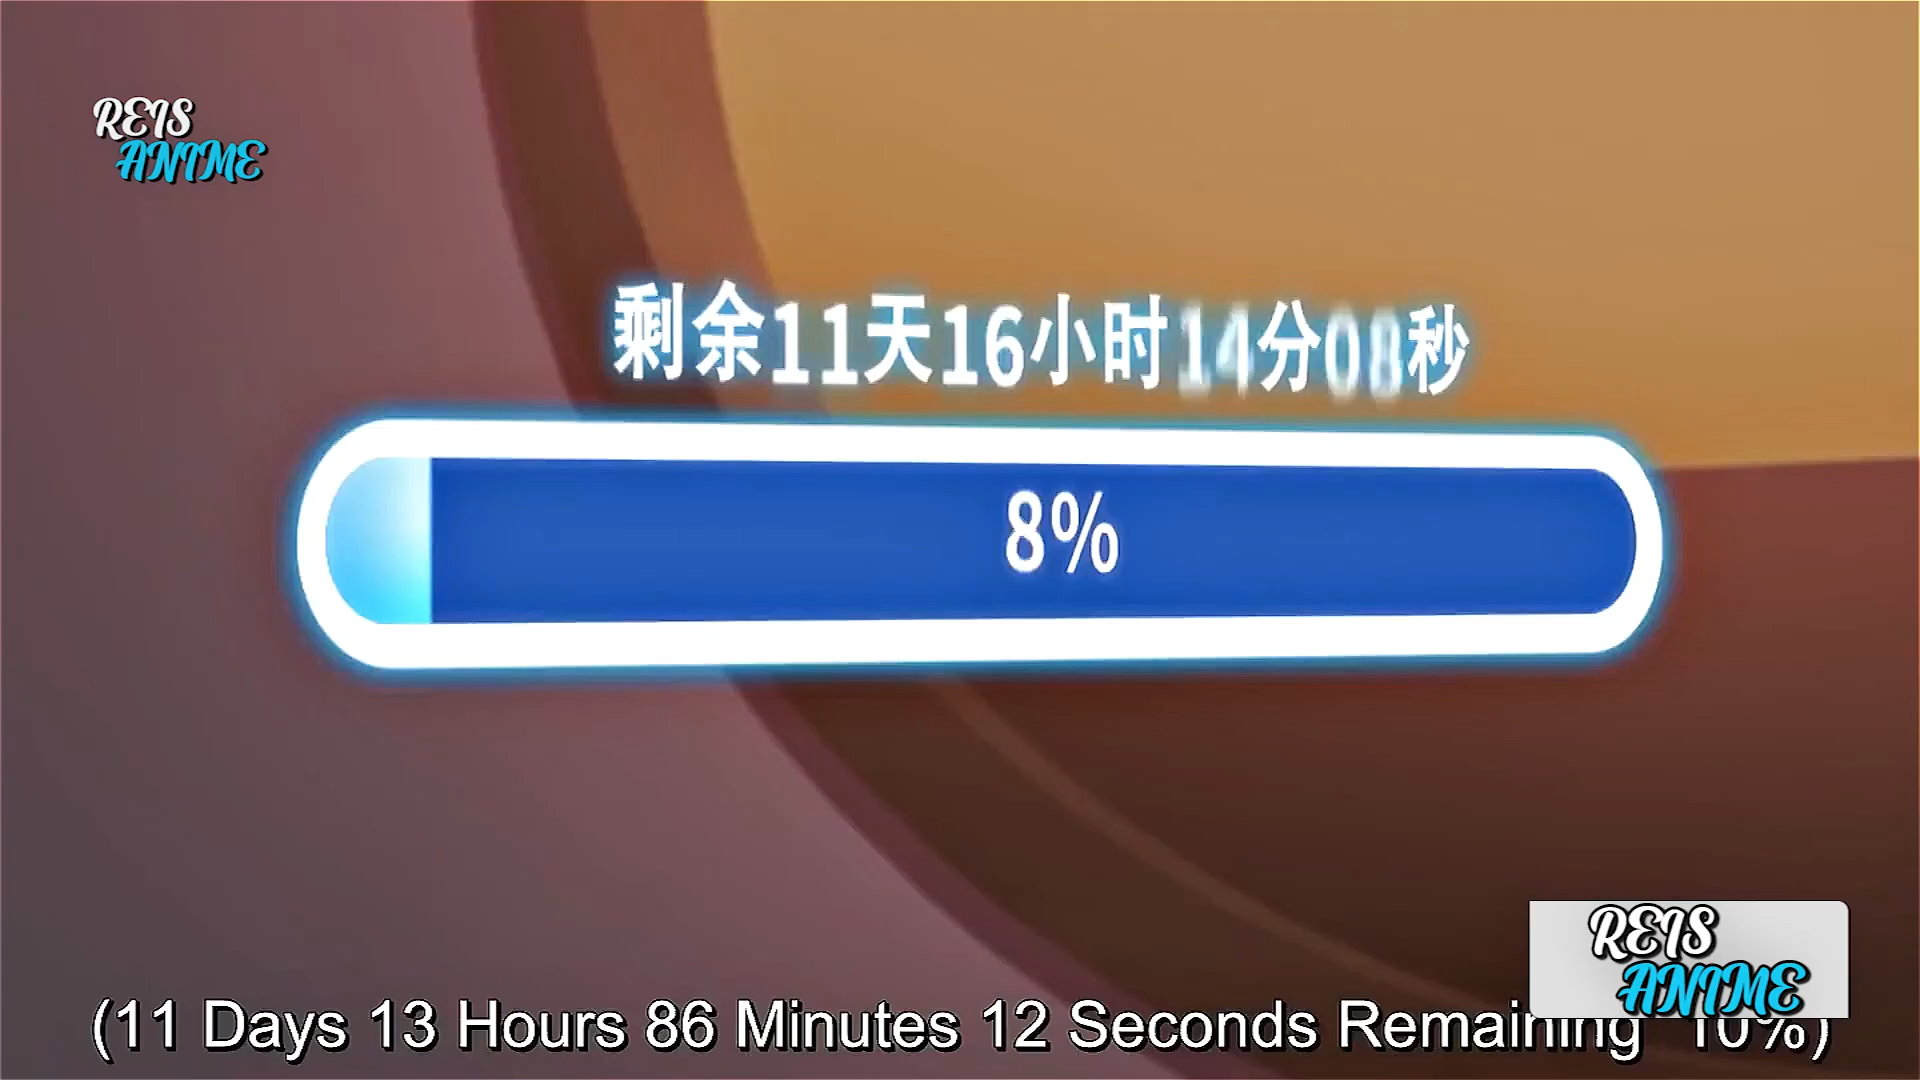 REIS
ANIME
剩余11天16小时14分08秒
8%
REIS
ANIME
(11 Days 13 Hours 86 Minutes 12 Seconds Remaining 10%)